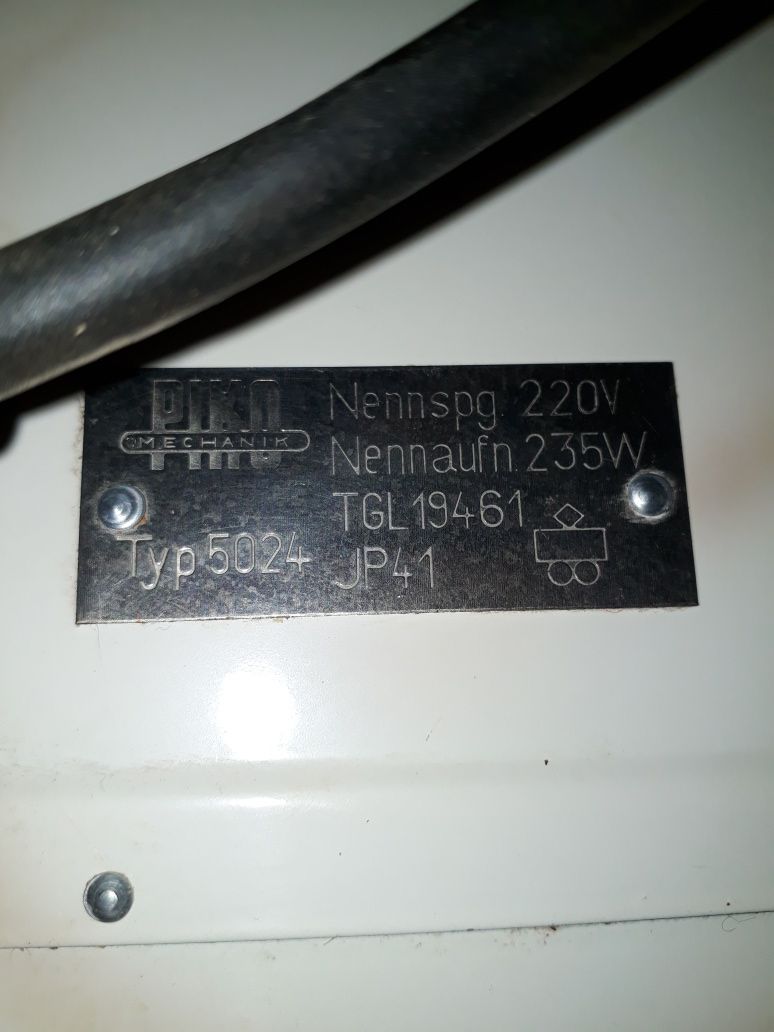 PIKO
MECHANIK
Nennspg. 220V
Nennaufn. 235W
TGL 19461
Typ 5024
JP41